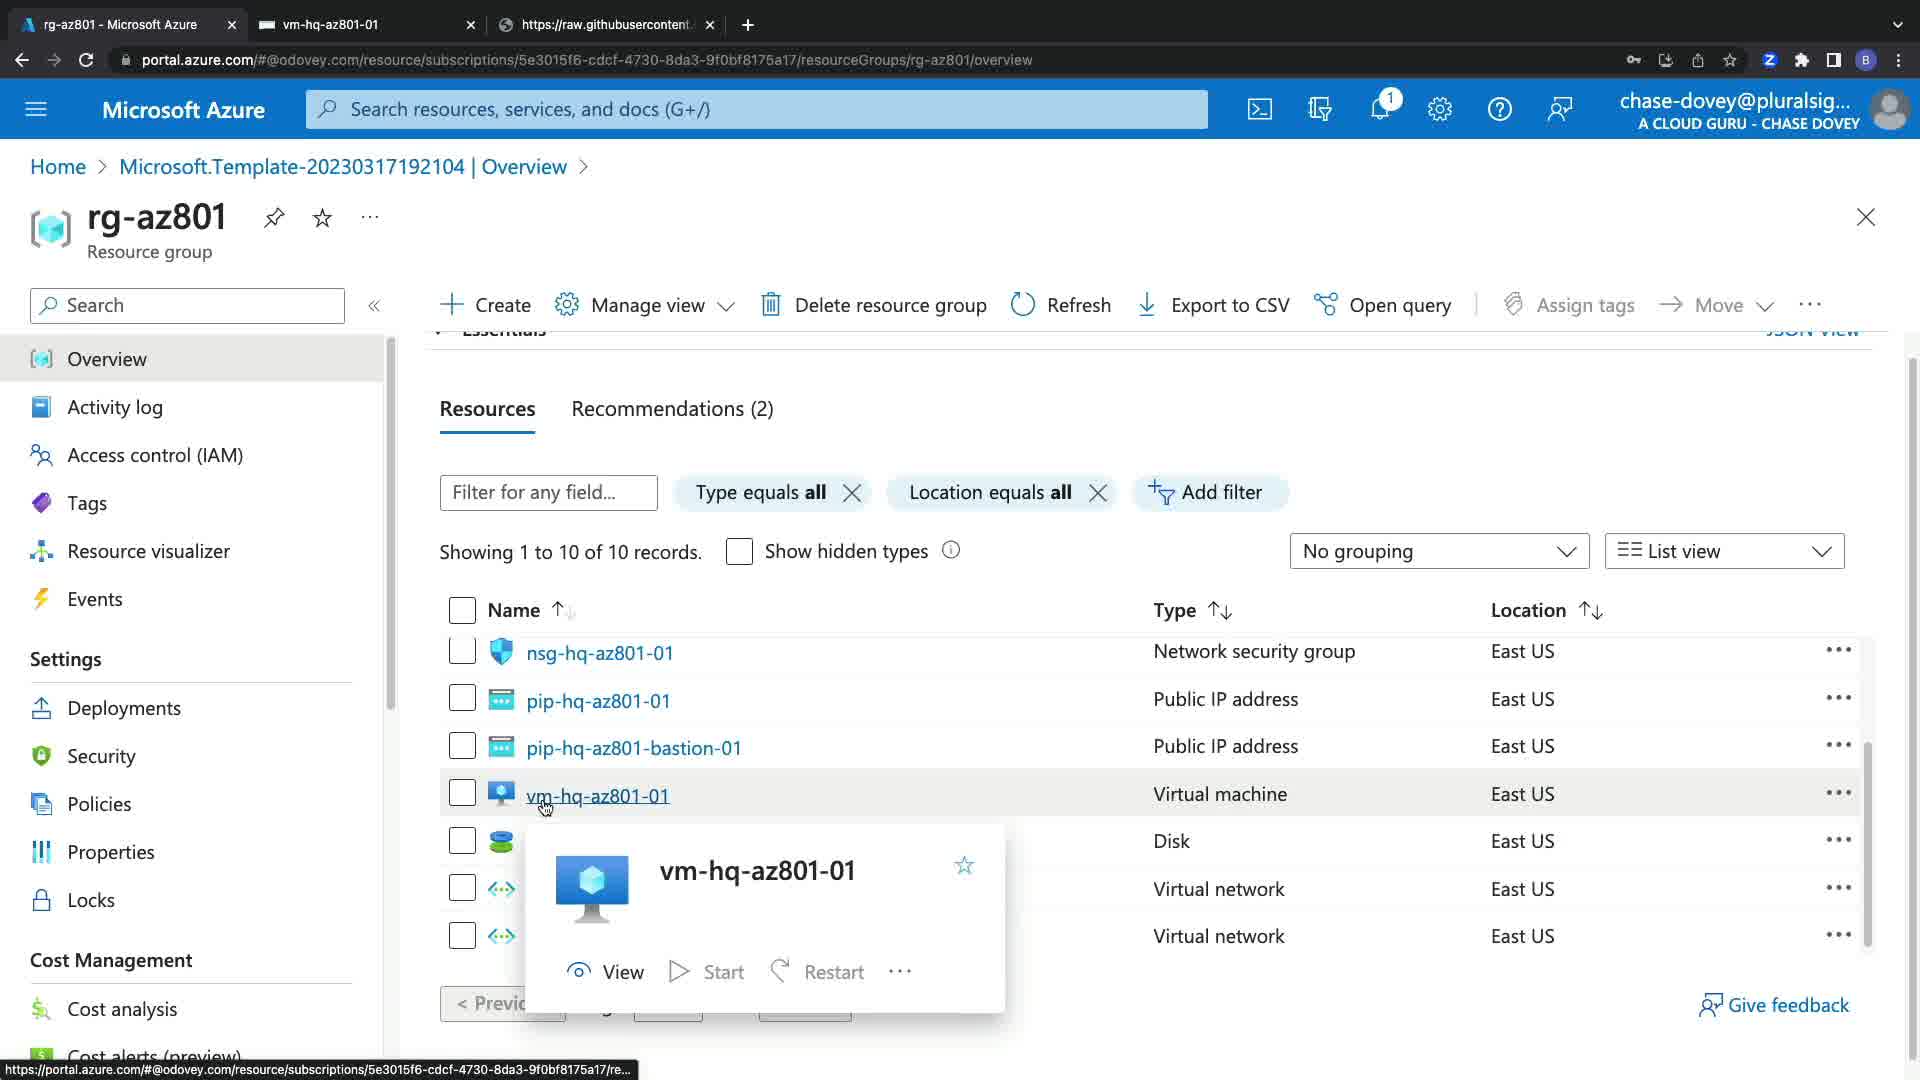 rg-az801 - Microsoft Azure
vm-hq-az801-01
https://raw.githubusercontent.
portal.azure.com/#@odovey.com/resource/subscriptions/5e3015f6-cdcf-4730-8da3-9f0bf8175a17/resourceGroups/rg-az801/overview
B
Microsoft Azure
Search resources, services, and docs (G+/)
1
chase-dovey@pluralsig...
A CLOUD GURU - CHASE DOVEY
Home > Microsoft.Template-20230317192104 | Overview >
rg-az801
Resource group
Search
Create
Manage view
Delete resource group
Refresh
Export to CSV
Open query
Assign tags
Move
Essentials
JSON View
Overview
Activity log
Access control (IAM)
Tags
Resource visualizer
Events
Settings
Deployments
Security
Policies
Properties
Locks
Cost Management
Cost analysis
Cost alerts (preview)
Resources
Recommendations (2)
Filter for any field...
Type equals all
Location equals all
Add filter
Showing 1 to 10 of 10 records.
Show hidden types
No grouping
List view
Name
Type
Location
nsg-hq-az801-01 Network security group East US
pip-hq-az801-01 Public IP address East US
pip-hq-az801-bastion-01 Public IP address East US
vm-hq-az801-01 Virtual machine East US
Disk East US
Virtual network East US
Virtual network East US
vm-hq-az801-01
View
Start
Restart
< Previo
Give feedback
https://portal.azure.com/#@odovey.com/resource/subscriptions/5e3015f6-cdcf-4730-8da3-9f0bf8175a17/re...